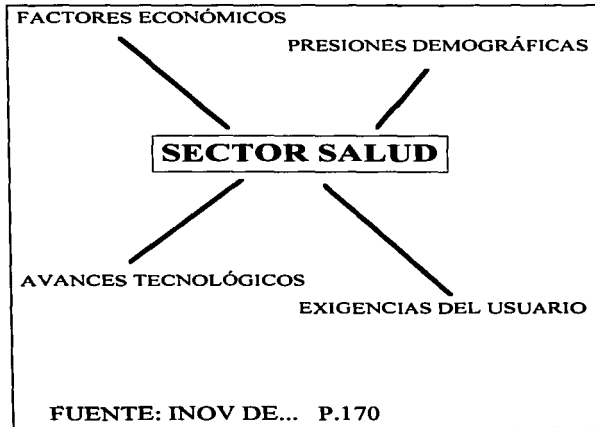 FACTORES ECONÓMICOS
PRESIONES DEMOGRÁFICAS
SECTOR SALUD
AVANCES TECNOLÓGICOS
EXIGENCIAS DEL USUARIO
FUENTE: INOV DE... P.170